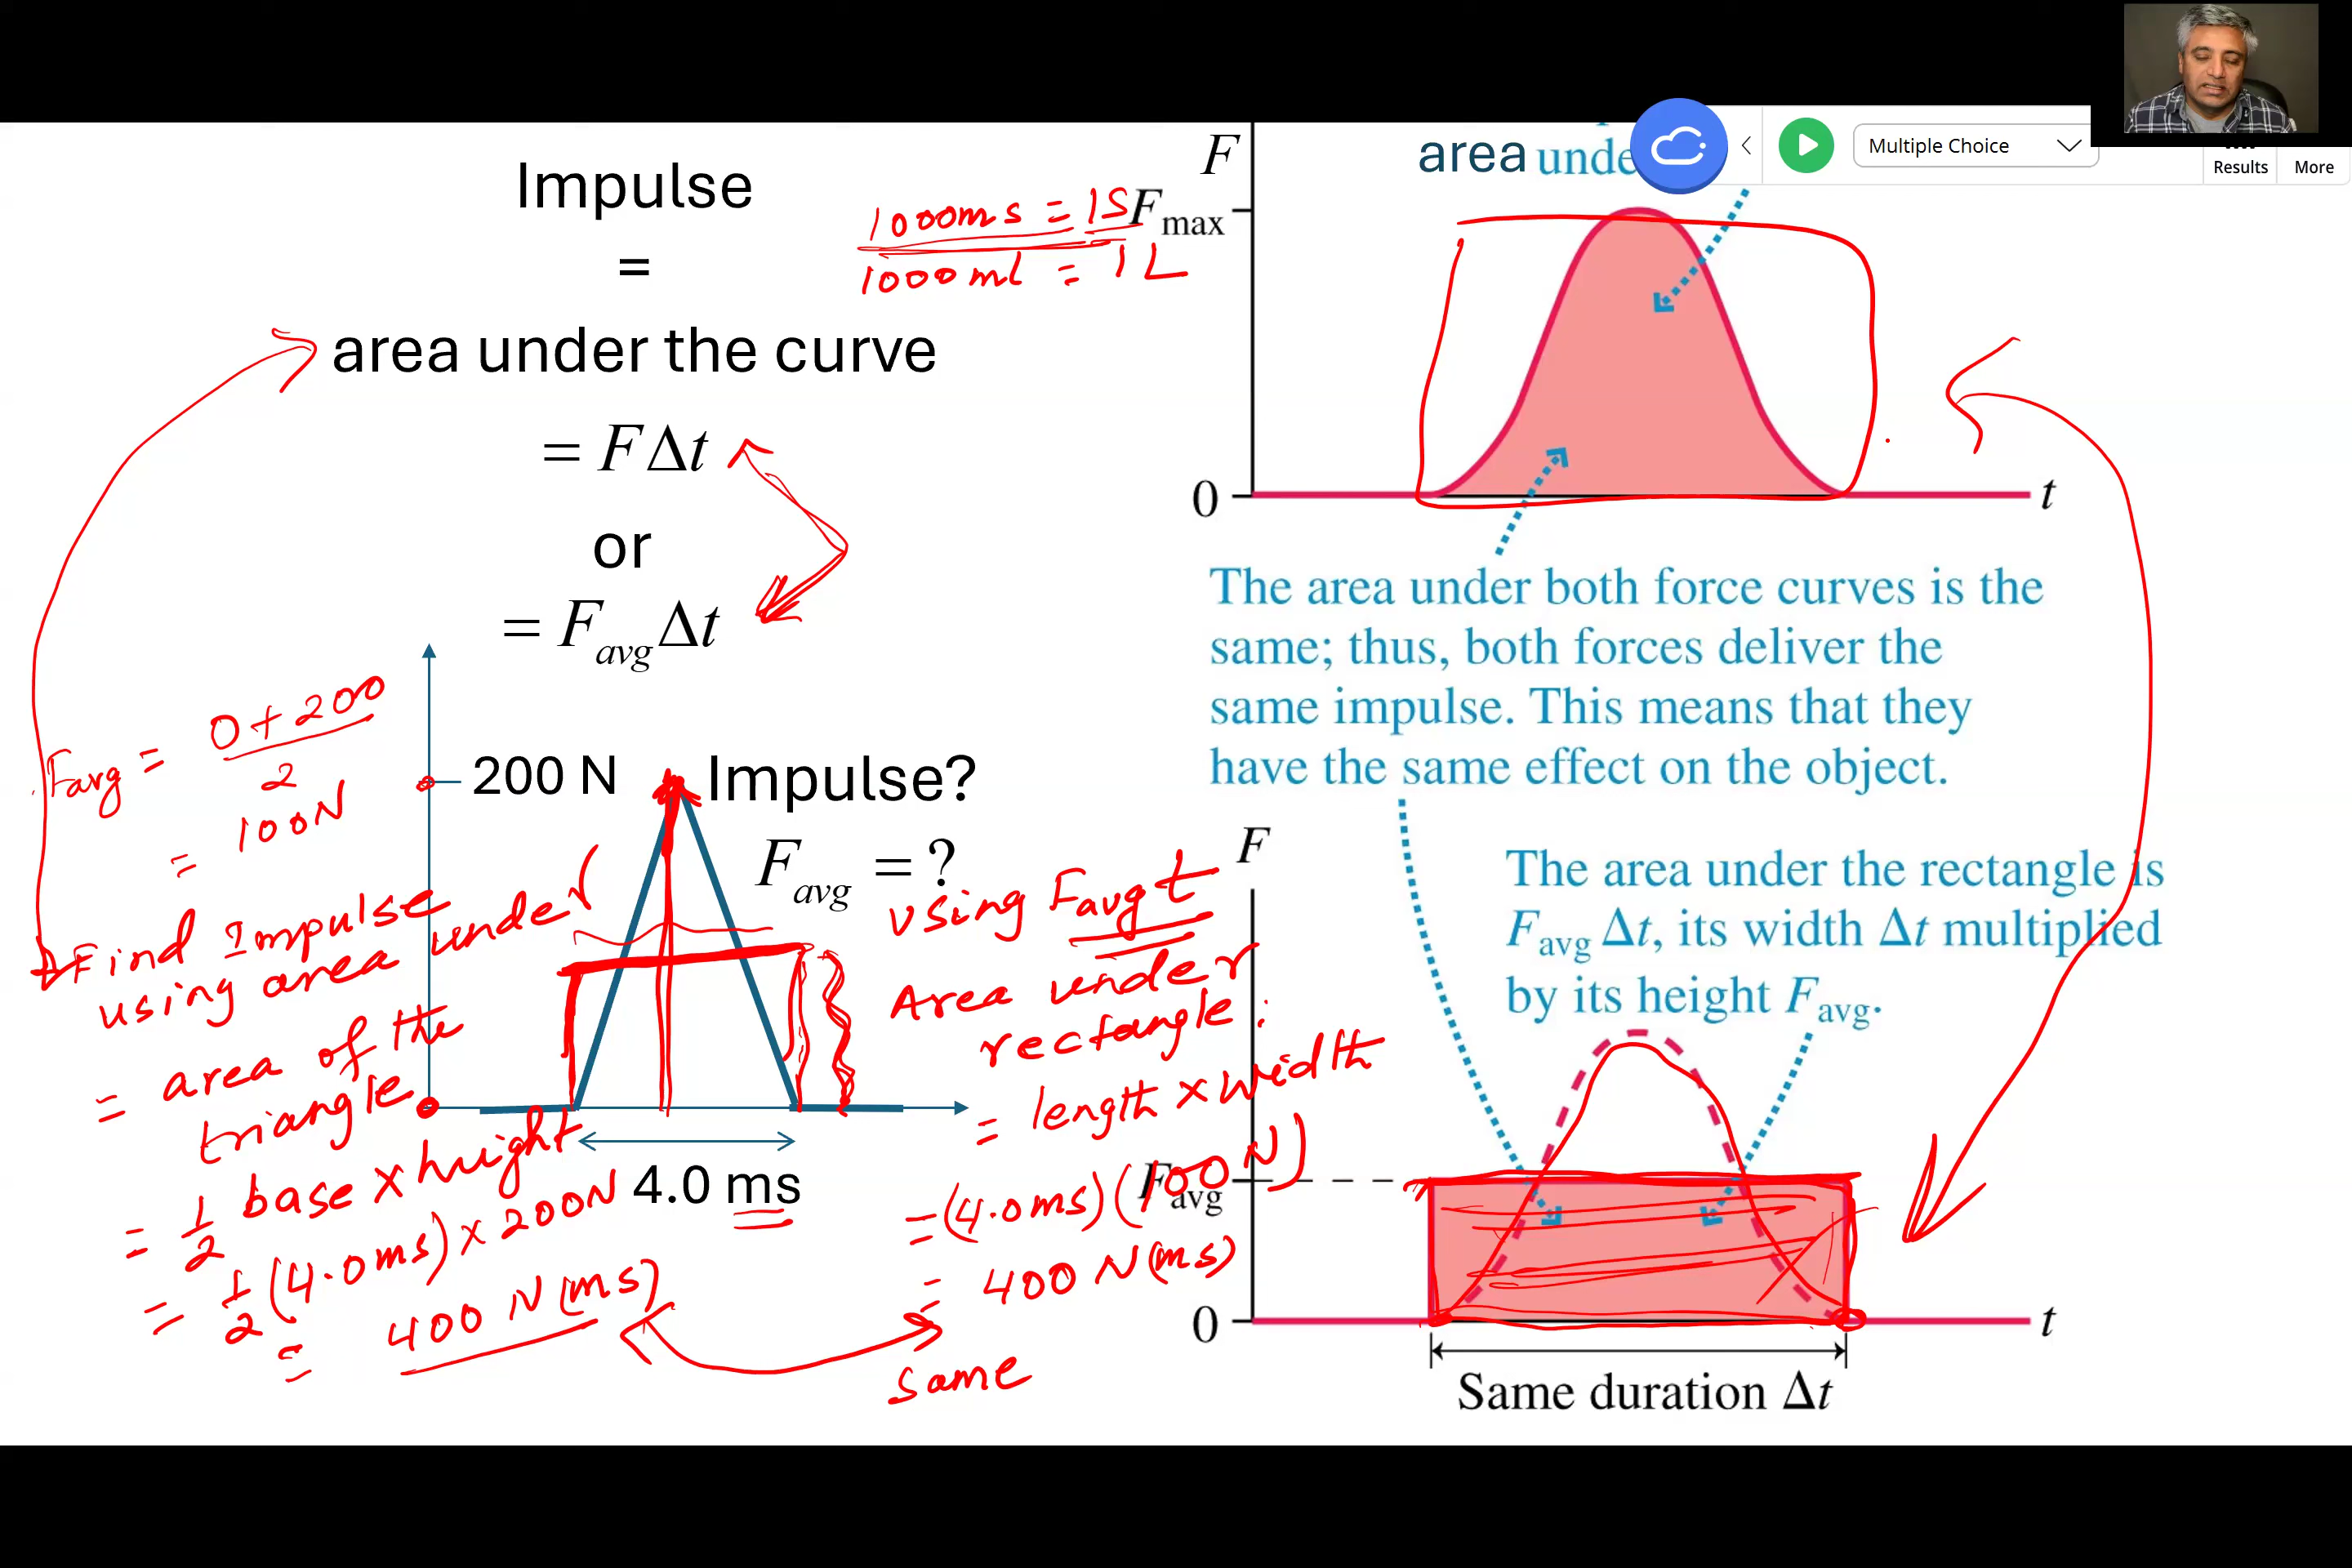 Impulse
=
area under the curve
= FΔt
or
= F_avg Δt
1000ms = 1S
1000ml = 1 L
Favg = 0+200
2
= 100N
200 N
Impulse?
F_avg = ?
Find Impulse
using area under
= area of the
triangle
= 1/2 base x height
= 1/2 (4.0ms) x 200N
= 400 N(ms)
4.0 ms
using Favg t
Area under
rectangle:
= length x width
= (4.0ms)(100N)
= 400 N(ms)
same
area unde
Multiple Choice
Results
More
F
F_max
0
t
The area under both force curves is the
same; thus, both forces deliver the
same impulse. This means that they
have the same effect on the object.
F
The area under the rectangle is
F_avg Δt, its width Δt multiplied
by its height F_avg.
F_avg
0
t
Same duration Δt